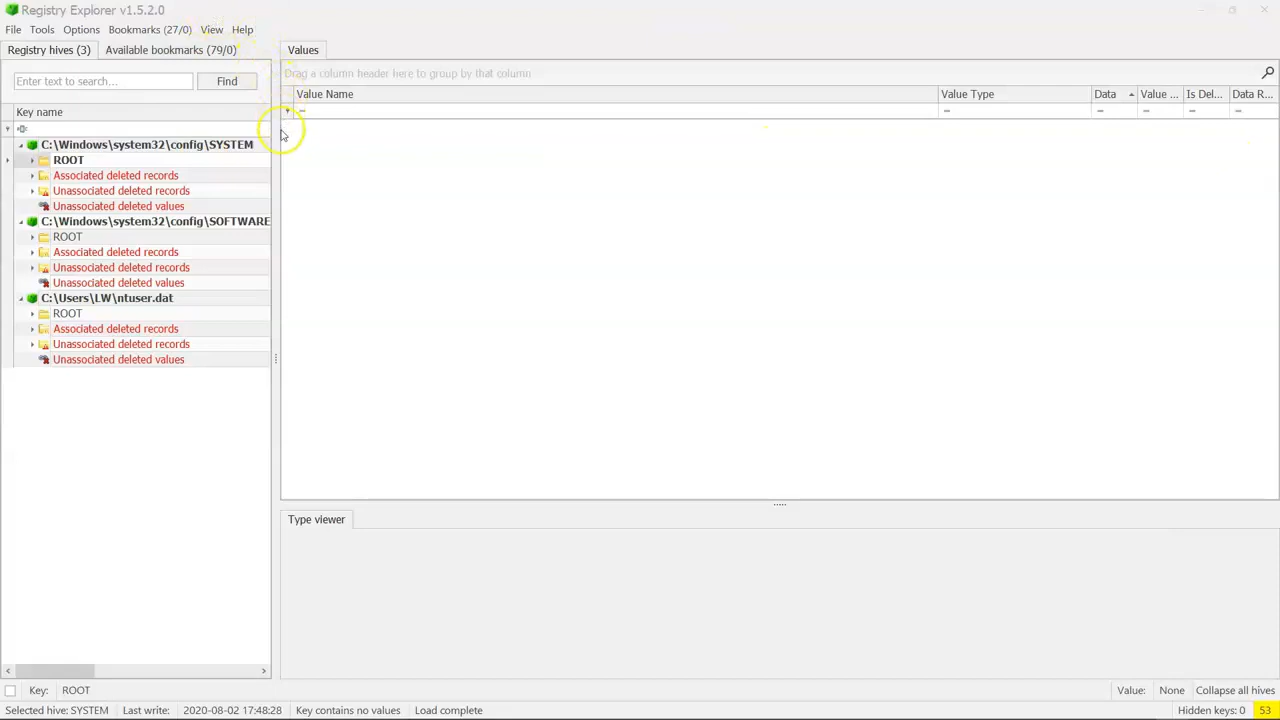 Registry Explorer v1.5.2.0
File Tools Options Bookmarks (27/0) View Help
Registry hives (3) Available bookmarks (79/0) Values
Enter text to search... Find
Drag a column header here to group by that column
Value Name Value Type Data Value ... Is Del... Data R...
Key name
C:\Windows\system32\config\SYSTEM
ROOT
Associated deleted records
Unassociated deleted records
Unassociated deleted values
C:\Windows\system32\config\SOFTWARE
ROOT
Associated deleted records
Unassociated deleted records
Unassociated deleted values
C:\Users\LW\ntuser.dat
ROOT
Associated deleted records
Unassociated deleted records
Unassociated deleted values
Type viewer
Key: ROOT Value: None Collapse all hives
Selected hive: SYSTEM Last write: 2020-08-02 17:48:28 Key contains no values Load complete Hidden keys: 0 53